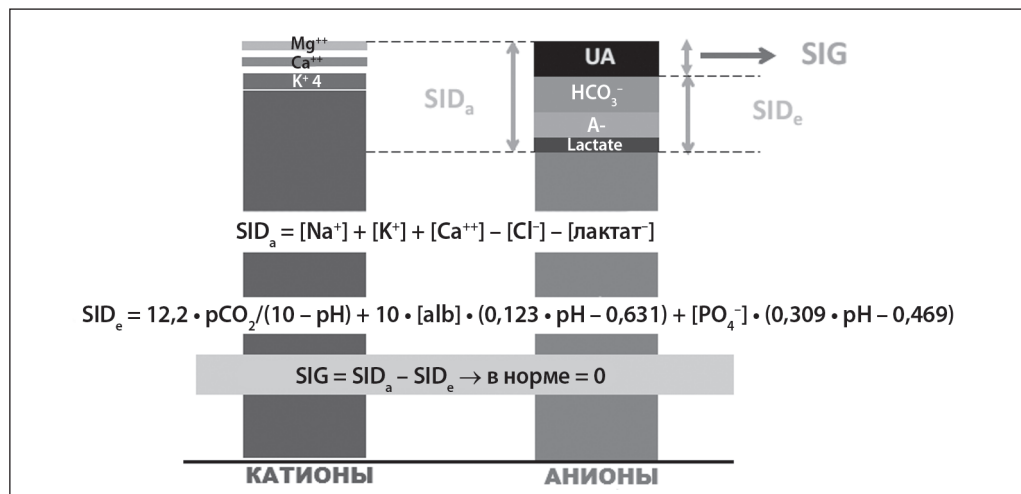 Mg⁺⁺
Ca⁺⁺
K⁺ 4
SIDₐ
UA
HCO₃⁻
A-
Lactate
SIG
SIDₑ
SIDₐ = [Na⁺] + [K⁺] + [Ca⁺⁺] – [Cl⁻] – [лактат⁻]
SIDₑ = 12,2 • pCO₂/(10 – pH) + 10 • [alb] • (0,123 • pH – 0,631) + [PO₄⁻] • (0,309 • pH – 0,469)
SIG = SIDₐ – SIDₑ → в норме = 0
КАТИОНЫ
АНИОНЫ